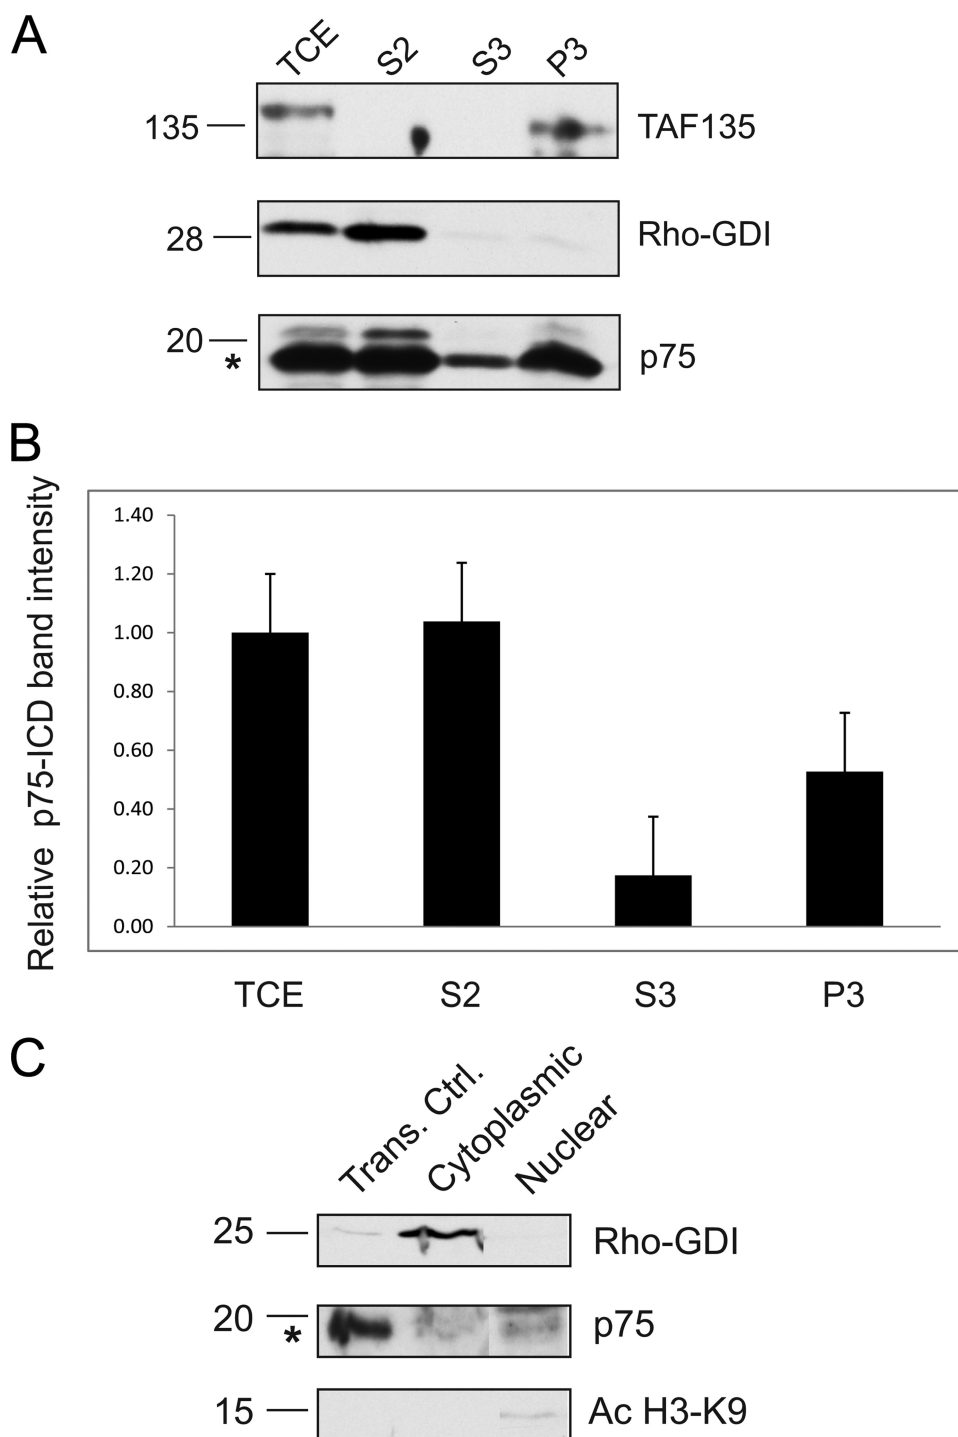 A
TCE S2 S3 P3
135 TAF135
28 Rho-GDI
20
* p75
B
Relative p75-ICD band intensity
1.40
1.20
1.00
0.80
0.60
0.40
0.20
0.00
TCE S2 S3 P3
C
Trans. Ctrl. Cytoplasmic Nuclear
25 Rho-GDI
20 p75
*
15 Ac H3-K9